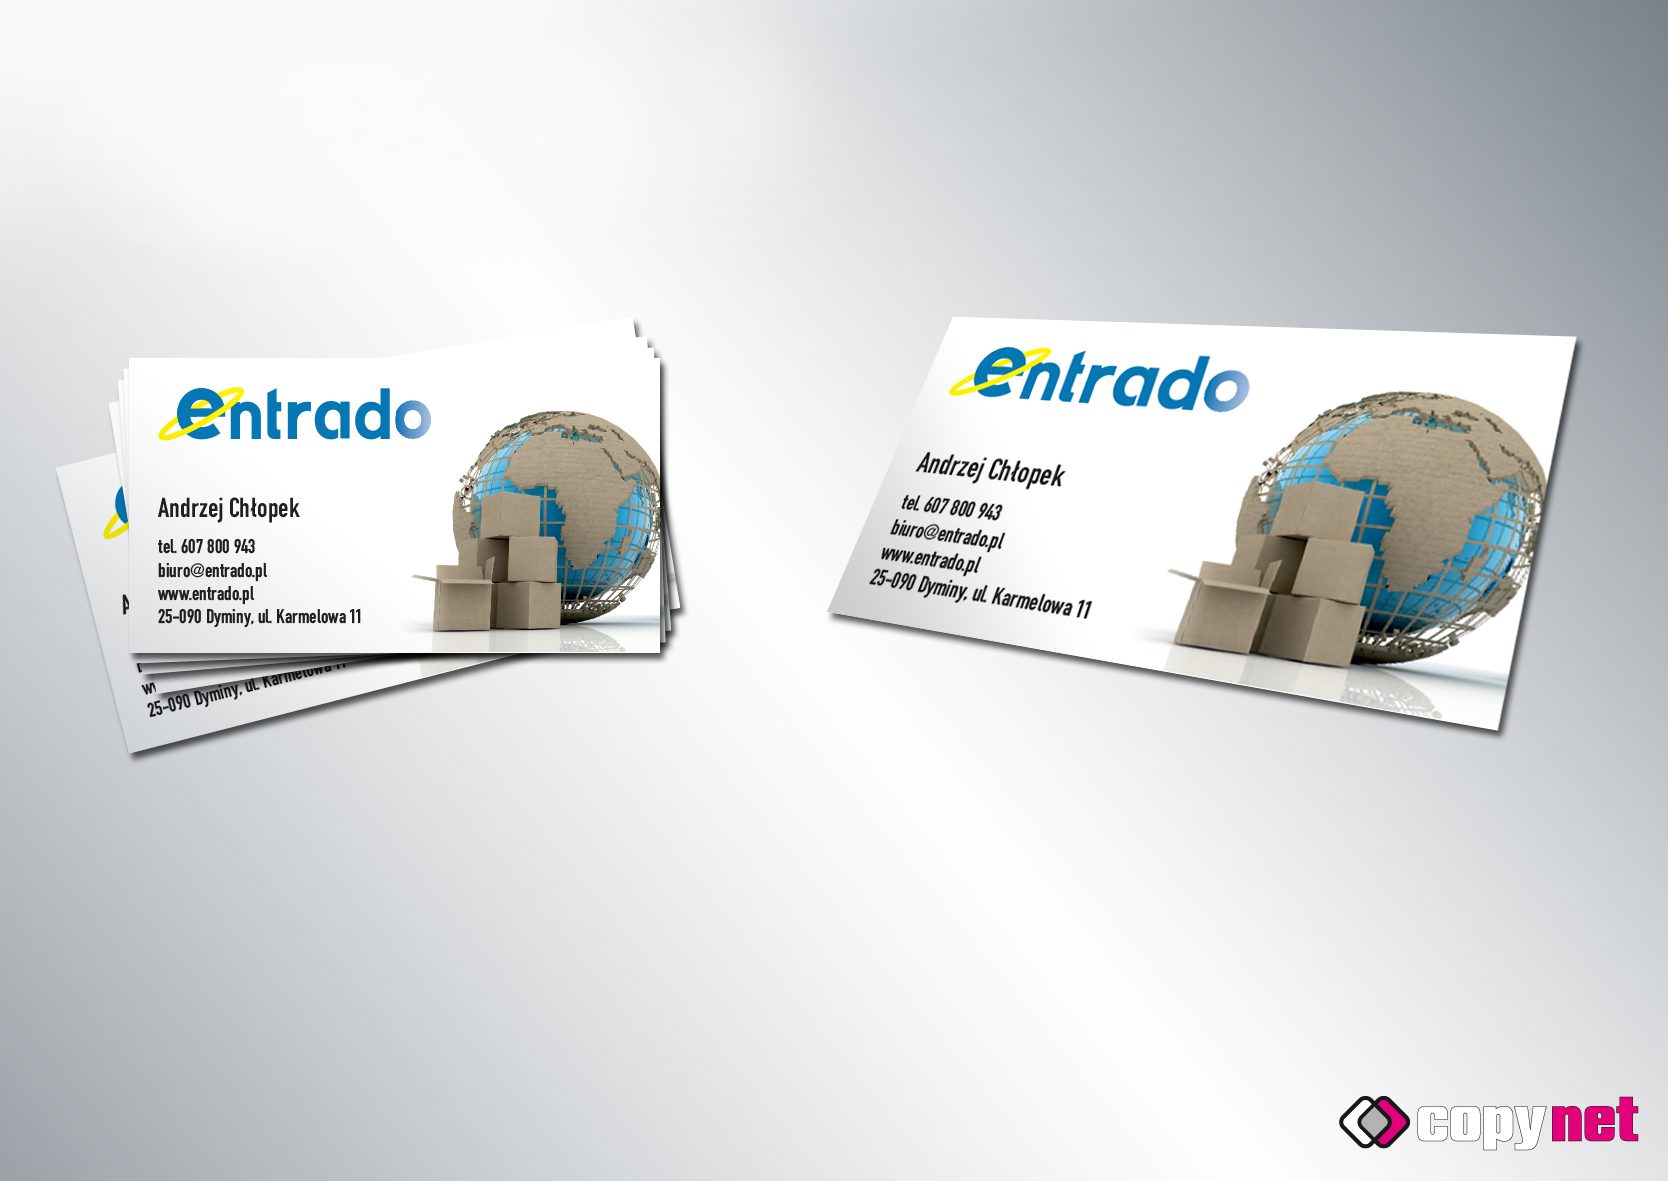 entrado
Andrzej Chłopek
tel. 607 800 943
biuro@entrado.pl
www.entrado.pl
25-090 Dyminy, ul. Karmelowa 11
25-090 Dyminy, ul. Karmelowa 11
entrado
Andrzej Chłopek
tel. 607 800 943
biuro@entrado.pl
www.entrado.pl
25-090 Dyminy, ul. Karmelowa 11
copynet